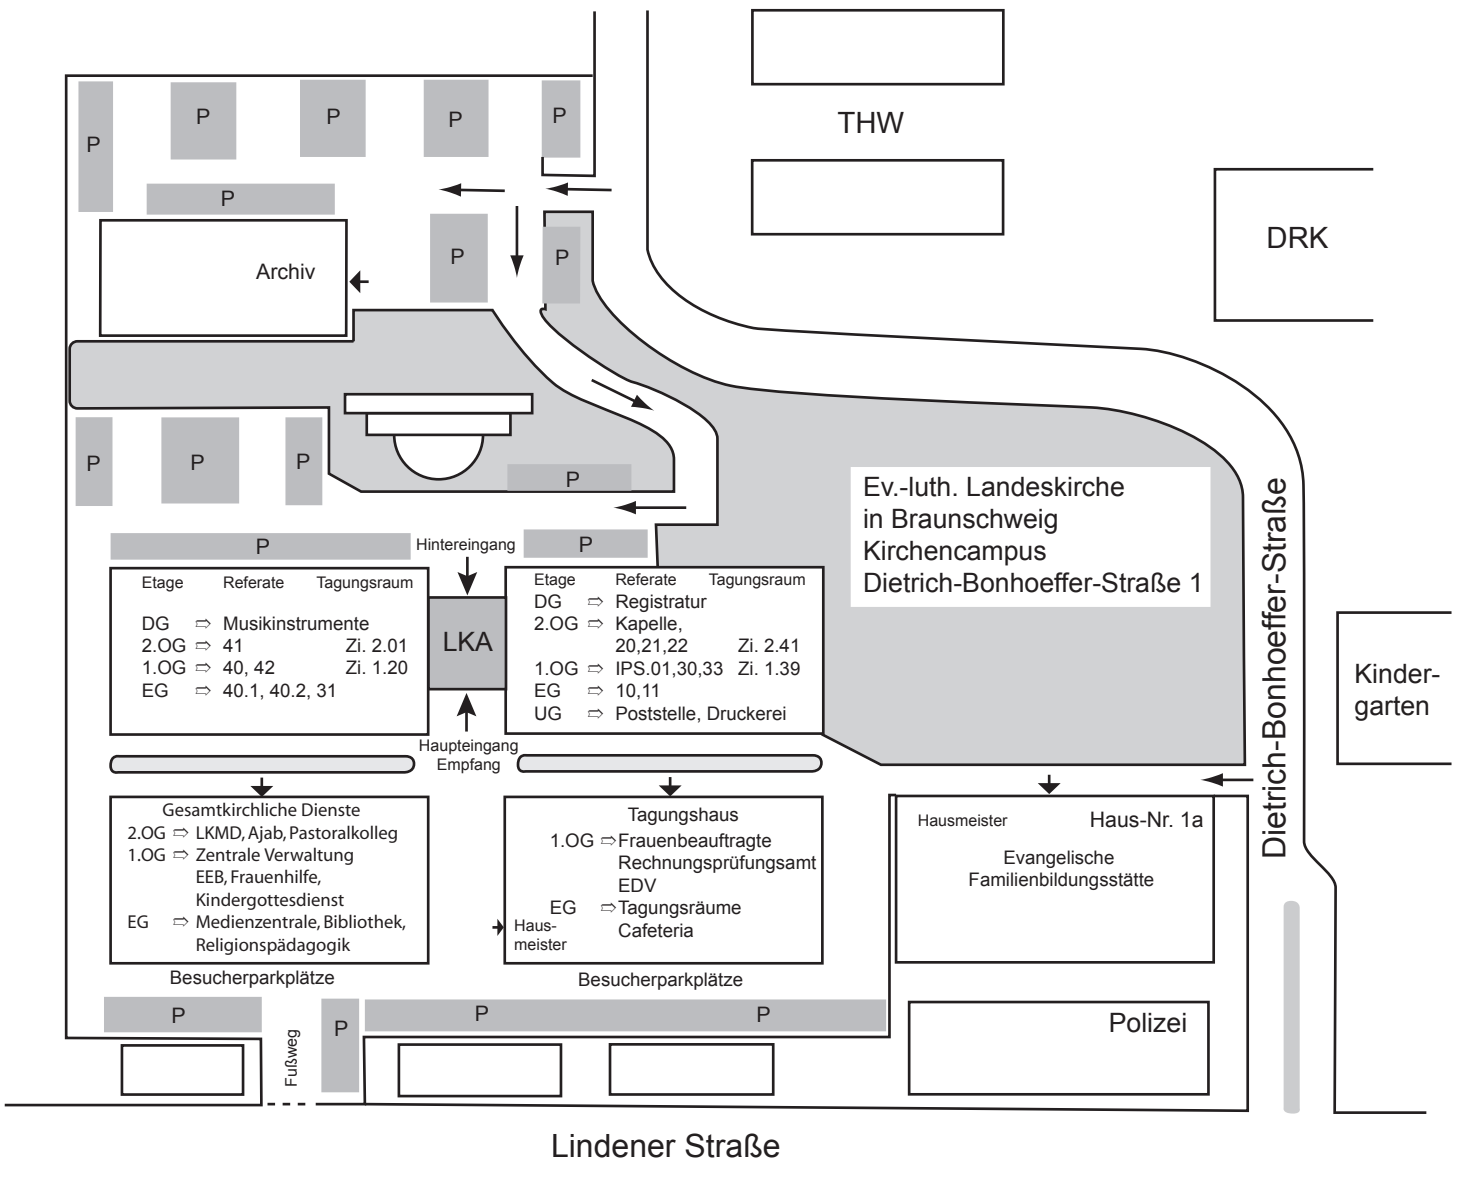 P
P
P
P
P
THW
P
Archiv
P
P
DRK
P
P
P
P
Ev.-luth. Landeskirche
in Braunschweig
Kirchencampus
Dietrich-Bonhoeffer-Straße 1
Dietrich-Bonhoeffer-Straße
P
Hintereingang
P
Etage Referate Tagungsraum
DG ⇨ Musikinstrumente
2.OG ⇨ 41 Zi. 2.01
1.OG ⇨ 40, 42 Zi. 1.20
EG ⇨ 40.1, 40.2, 31
LKA
Etage Referate Tagungsraum
DG ⇨ Registratur
2.OG ⇨ Kapelle,
20,21,22 Zi. 2.41
1.OG ⇨ IPS.01,30,33 Zi. 1.39
EG ⇨ 10,11
UG ⇨ Poststelle, Druckerei
Kinder-
garten
Haupteingang
Empfang
Gesamtkirchliche Dienste
2.OG ⇨ LKMD, Ajab, Pastoralkolleg
1.OG ⇨ Zentrale Verwaltung
EEB, Frauenhilfe,
Kindergottesdienst
EG ⇨ Medienzentrale, Bibliothek,
Religionspädagogik
Tagungshaus
1.OG ⇨ Frauenbeauftragte
Rechnungsprüfungsamt
EDV
EG ⇨ Tagungsräume
Cafeteria
Haus-
meister
Hausmeister Haus-Nr. 1a
Evangelische
Familienbildungsstätte
Besucherparkplätze
Besucherparkplätze
P
P
P
P
Fußweg
Polizei
Lindener Straße